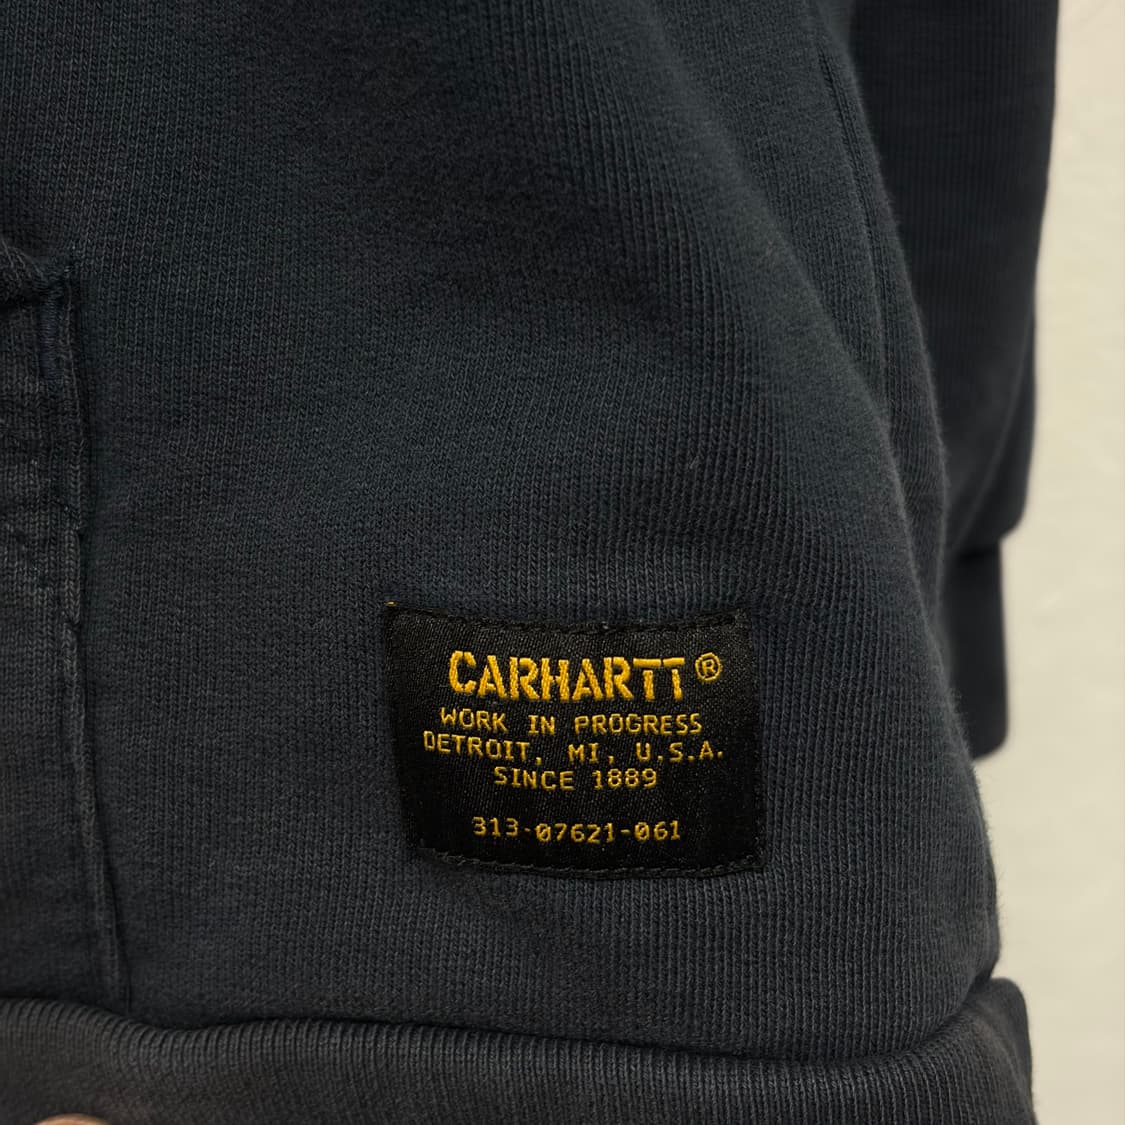 CARHARTT®
WORK IN PROGRESS
DETROIT, MI, U.S.A.
SINCE 1889
313-07621-061